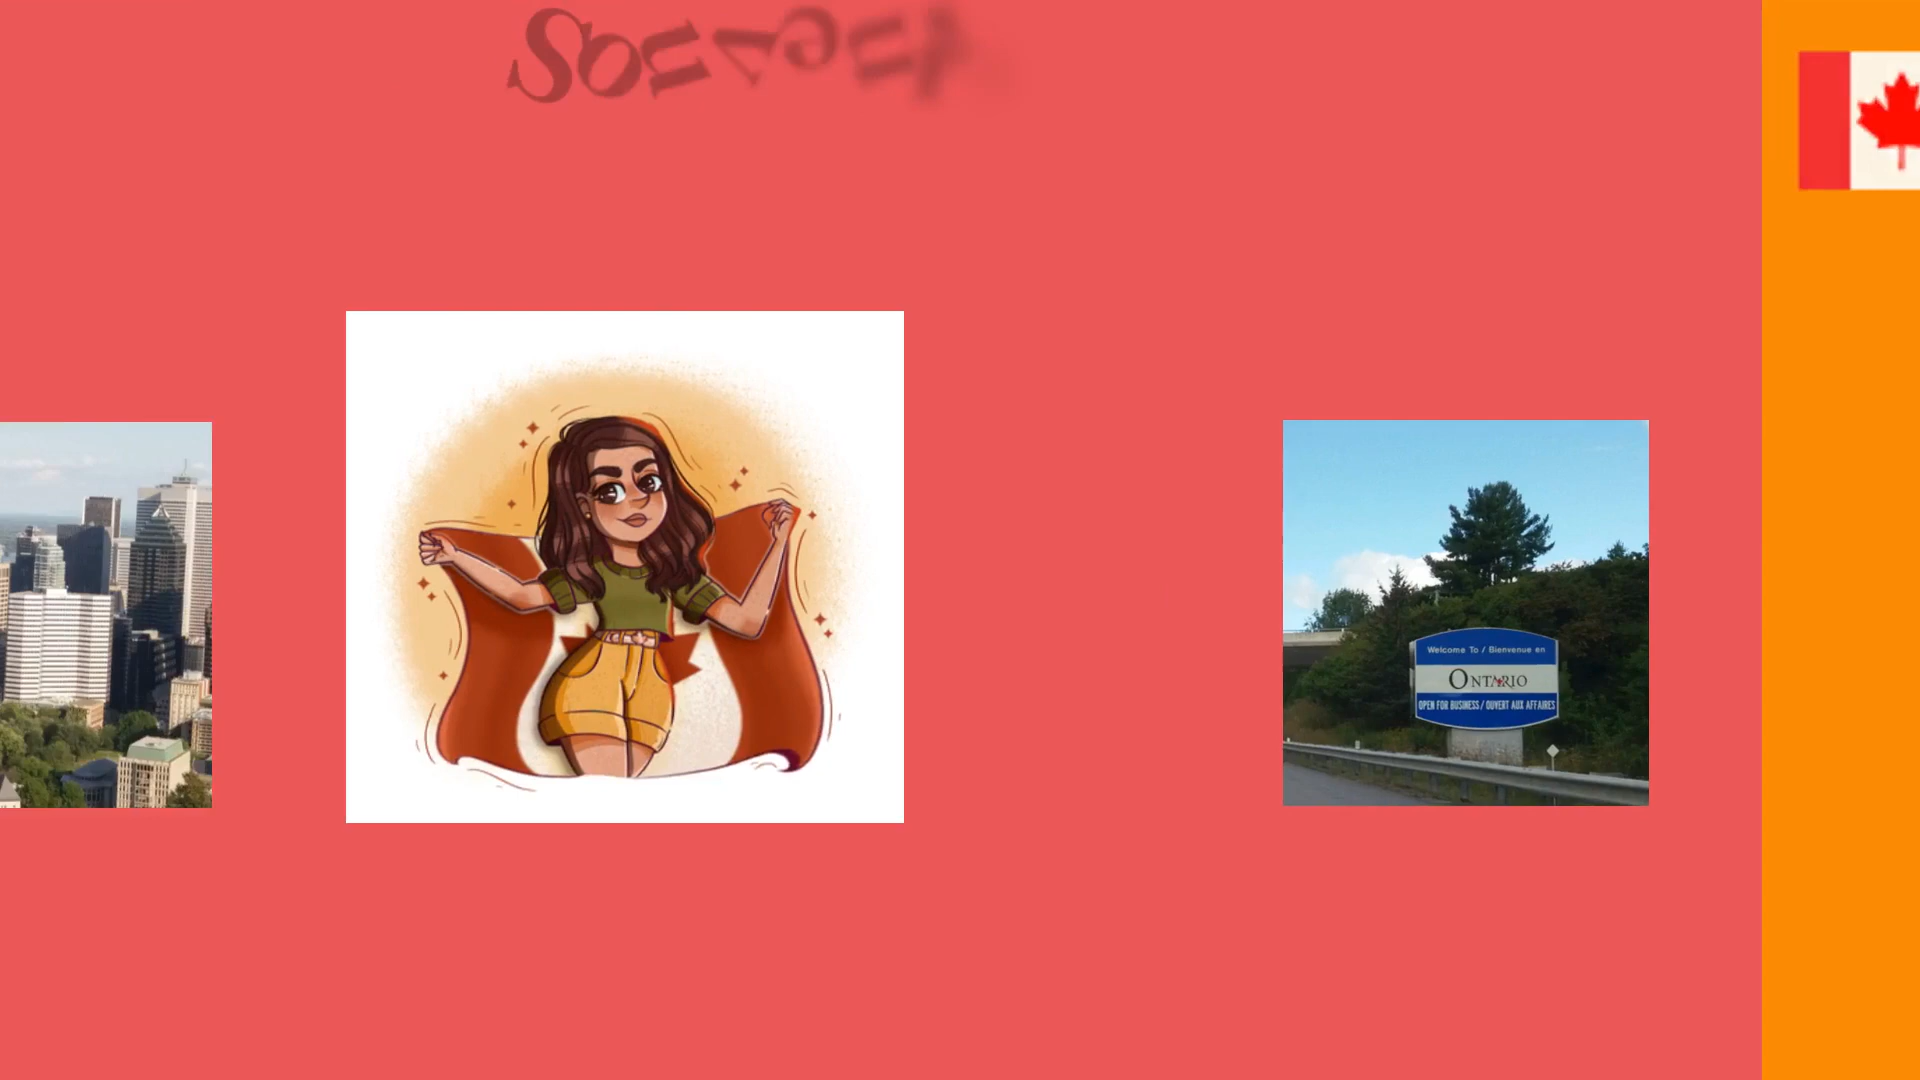 Welcome To / Bienvenue en
ONTARIO
OPEN FOR BUSINESS / OUVERT AUX AFFAIRES